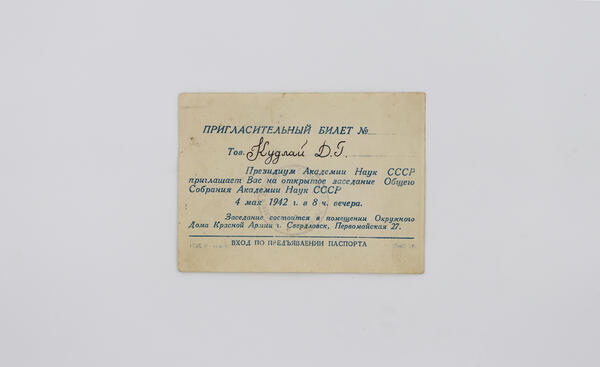 ПРИГЛАСИТЕЛЬНЫЙ БИЛЕТ №
Тов. Кудлай Д.Г.
Президиум Академии Наук СССР
приглашает Вас на открытое заседание Общего
Собрания Академии Наук СССР
4 мая 1942 г. в 8 ч. вечера.
Заседание состоится в помещении Окружного
Дома Красной Армии г. Свердловск, Первомайская 27.
ВХОД ПО ПРЕДЪЯВЛЕНИИ ПАСПОРТА